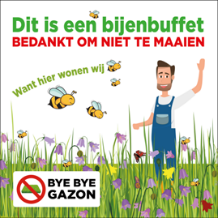 Dit is een bijenbuffet
BEDANKT OM NIET TE MAAIEN
Want hier wonen wij
BYE BYE
GAZON